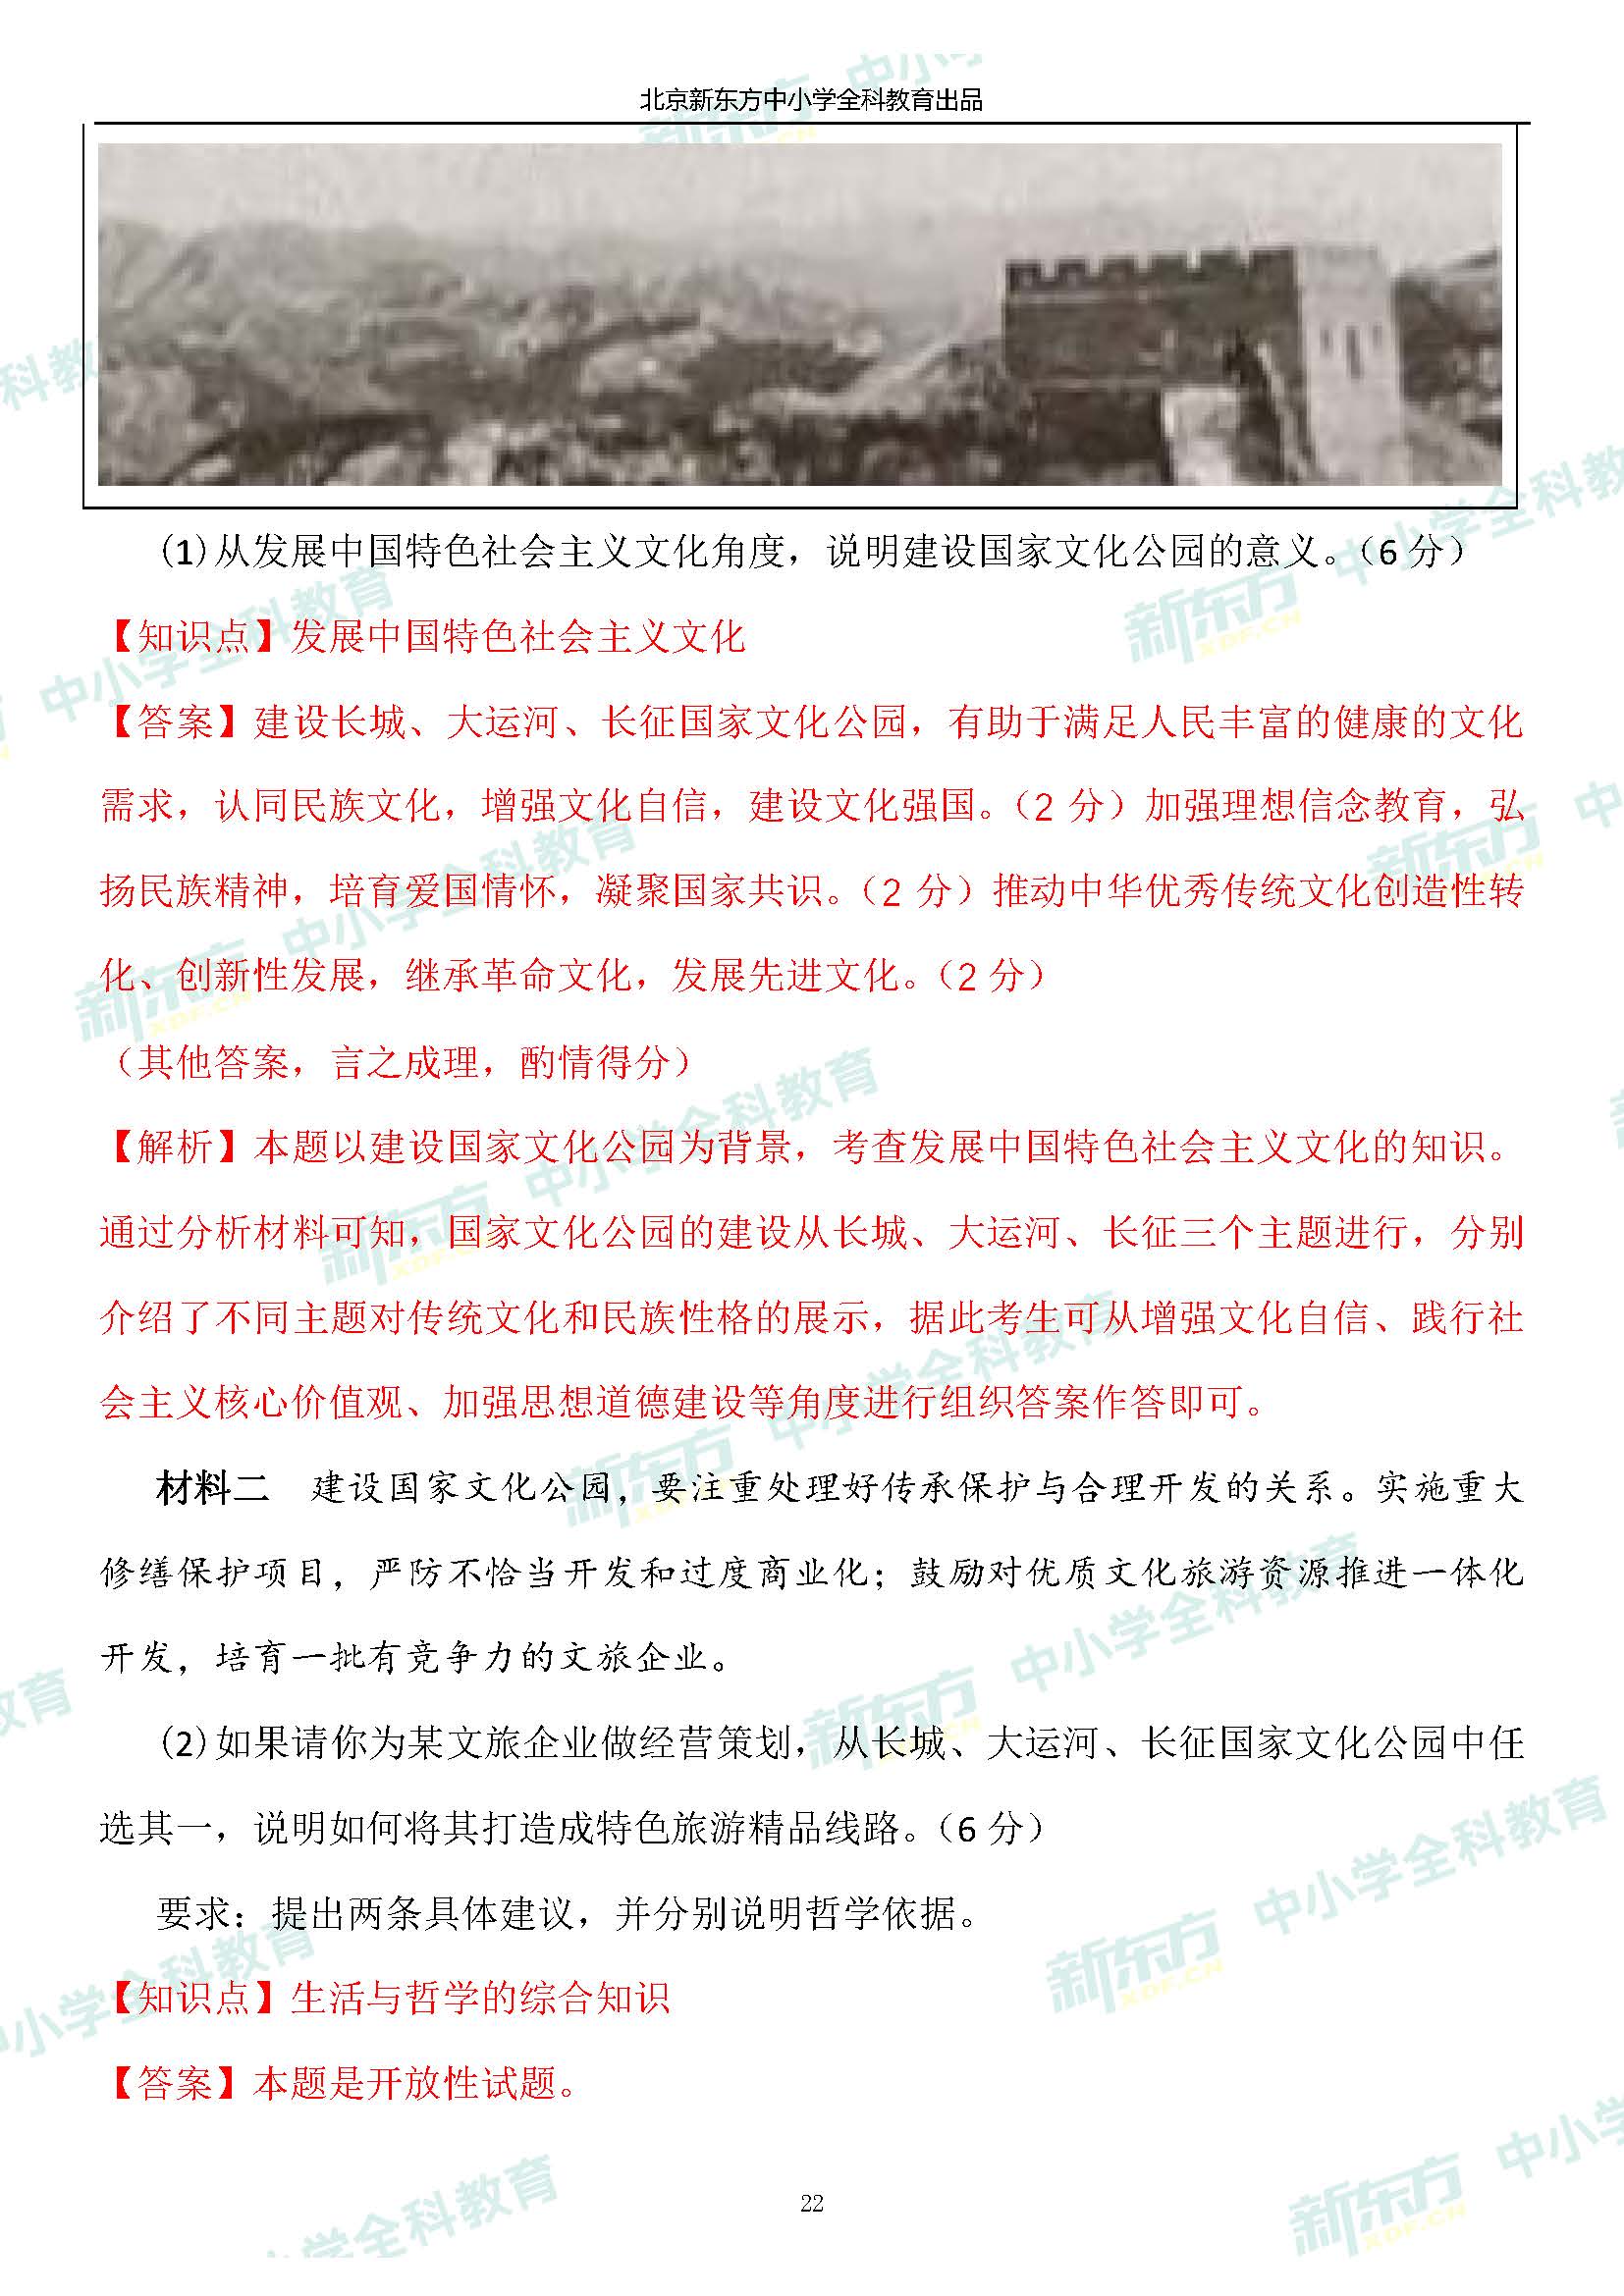 北京新东方中小学全科教育出品
(1)从发展中国特色社会主义文化角度，说明建设国家文化公园的意义。（6 分）
【知识点】发展中国特色社会主义文化
【答案】建设长城、大运河、长征国家文化公园，有助于满足人民丰富的健康的文化
需求，认同民族文化，增强文化自信，建设文化强国。（2 分）加强理想信念教育，弘
扬民族精神，培育爱国情怀，凝聚国家共识。（2 分）推动中华优秀传统文化创造性转
化、创新性发展，继承革命文化，发展先进文化。（2 分）
（其他答案，言之成理，酌情得分）
【解析】本题以建设国家文化公园为背景，考查发展中国特色社会主义文化的知识。
通过分析材料可知，国家文化公园的建设从长城、大运河、长征三个主题进行，分别
介绍了不同主题对传统文化和民族性格的展示，据此考生可从增强文化自信、践行社
会主义核心价值观、加强思想道德建设等角度进行组织答案作答即可。
材料二　建设国家文化公园，要注重处理好传承保护与合理开发的关系。实施重大
修缮保护项目，严防不恰当开发和过度商业化；鼓励对优质文化旅游资源推进一体化
开发，培育一批有竞争力的文旅企业。
(2)如果请你为某文旅企业做经营策划，从长城、大运河、长征国家文化公园中任
选其一，说明如何将其打造成特色旅游精品线路。（6 分）
要求：提出两条具体建议，并分别说明哲学依据。
【知识点】生活与哲学的综合知识
【答案】本题是开放性试题。
22
新东方 XDF.CN 中小学全科教育